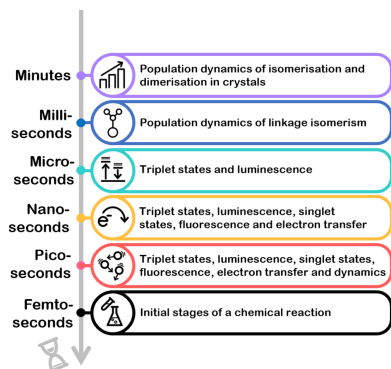 Minutes
Population dynamics of isomerisation and
dimerisation in crystals
Milli-
seconds
Population dynamics of linkage isomerism
Micro-
seconds
Triplet states and luminescence
Nano-
seconds
e-
Triplet states, luminescence, singlet
states, fluorescence and electron transfer
Pico-
seconds
Triplet states, luminescence, singlet states,
fluorescence, electron transfer and dynamics
Femto-
seconds
Initial stages of a chemical reaction